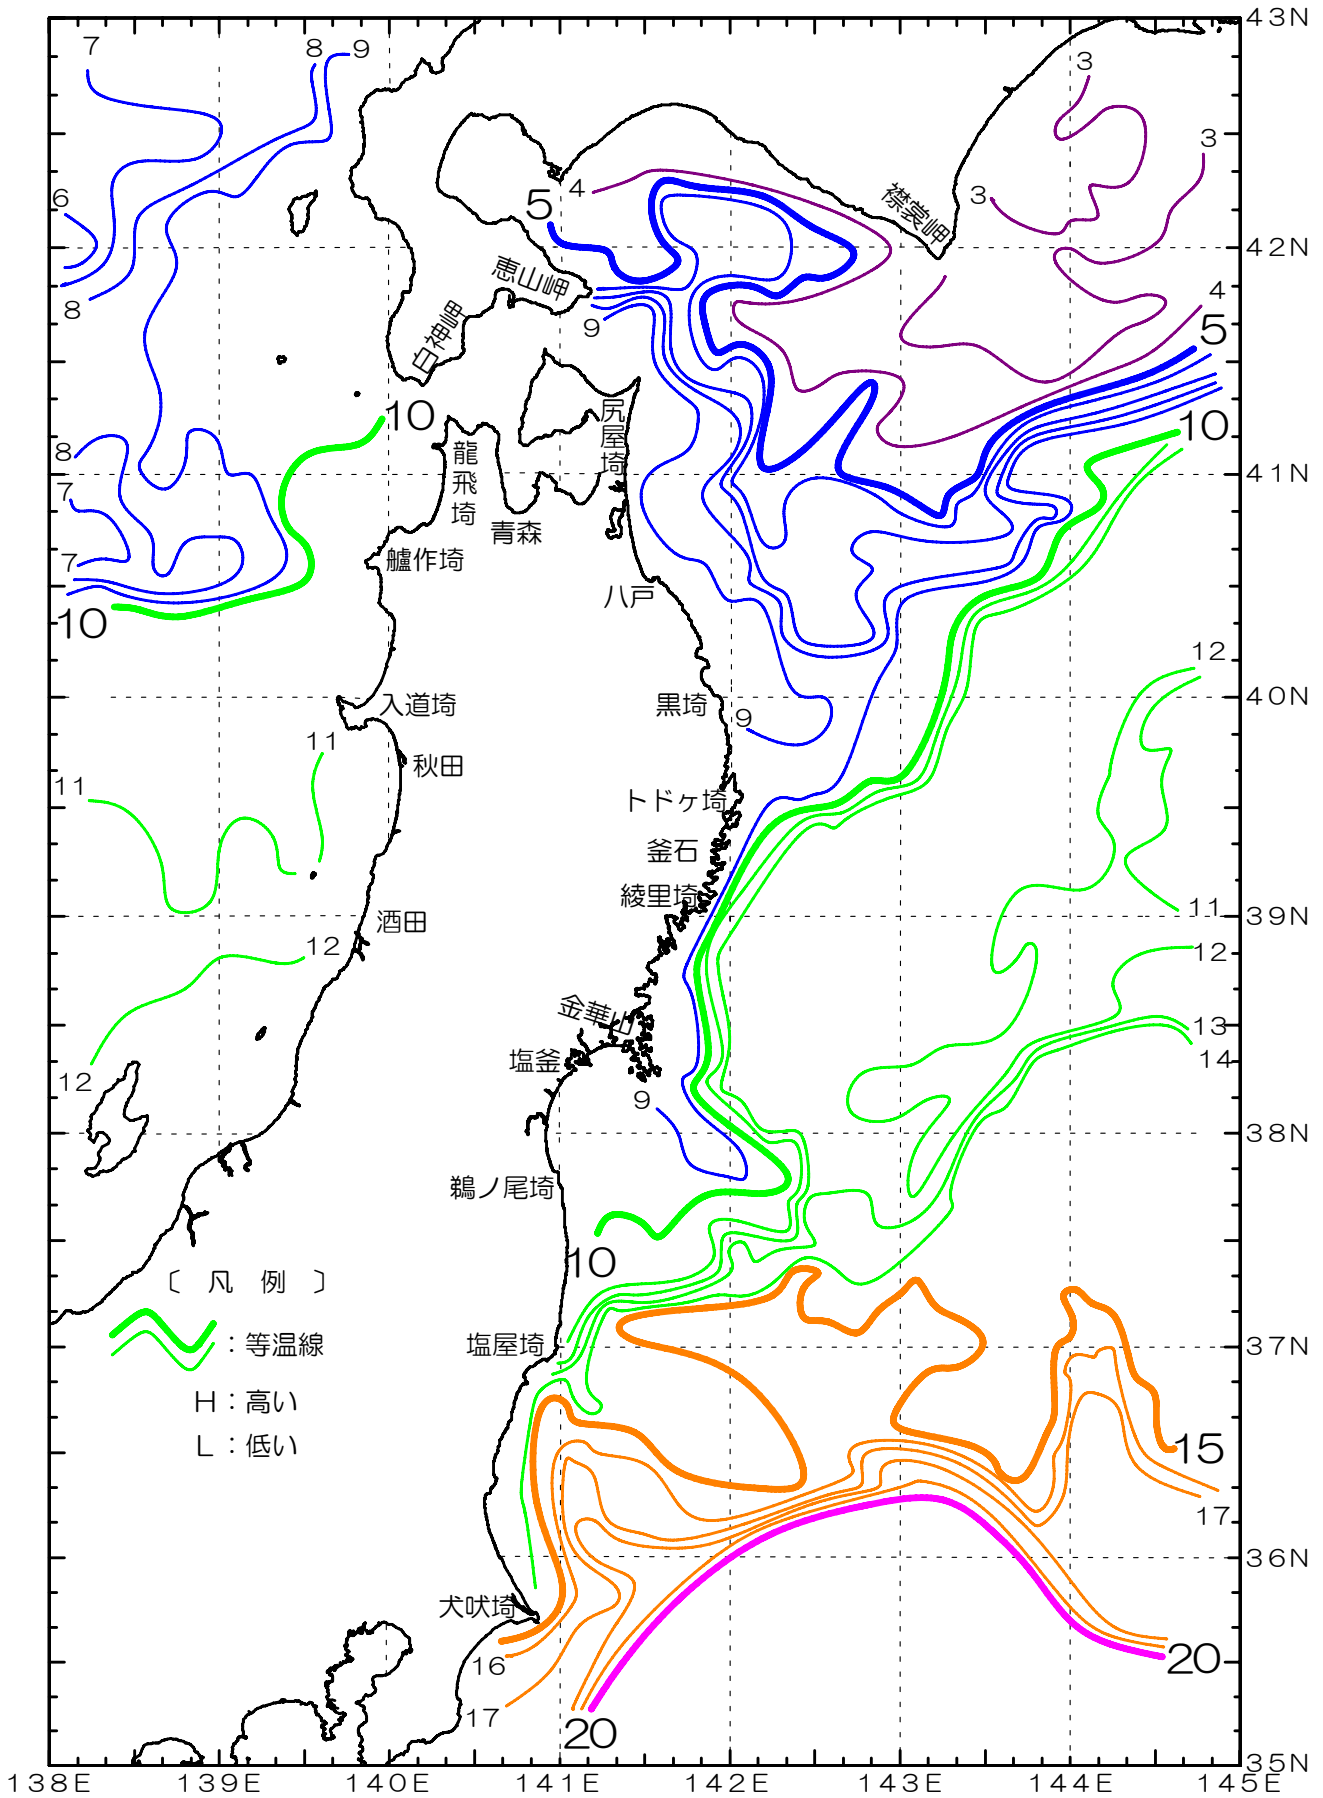 43N
7
8
9
3
3
6
襟裳岬
4
3
5
42N
恵山岬
4
8
白神岬
9
5
10
尻屋埼
10
8
龍飛埼
41N
7
青森
7
艫作埼
八戸
10
12
入道埼
黒埼
9
40N
11
秋田
11
トドヶ埼
釜石
綾里埼
11
39N
酒田
12
12
金華山
13
塩釜
14
12
9
38N
鵜ノ尾埼
10
〔 凡 例 〕
塩屋埼
37N
：等温線
H：高い
L：低い
15
17
36N
犬吠埼
16
20
17
20
35N
138E 139E 140E 141E 142E 143E 144E 145E